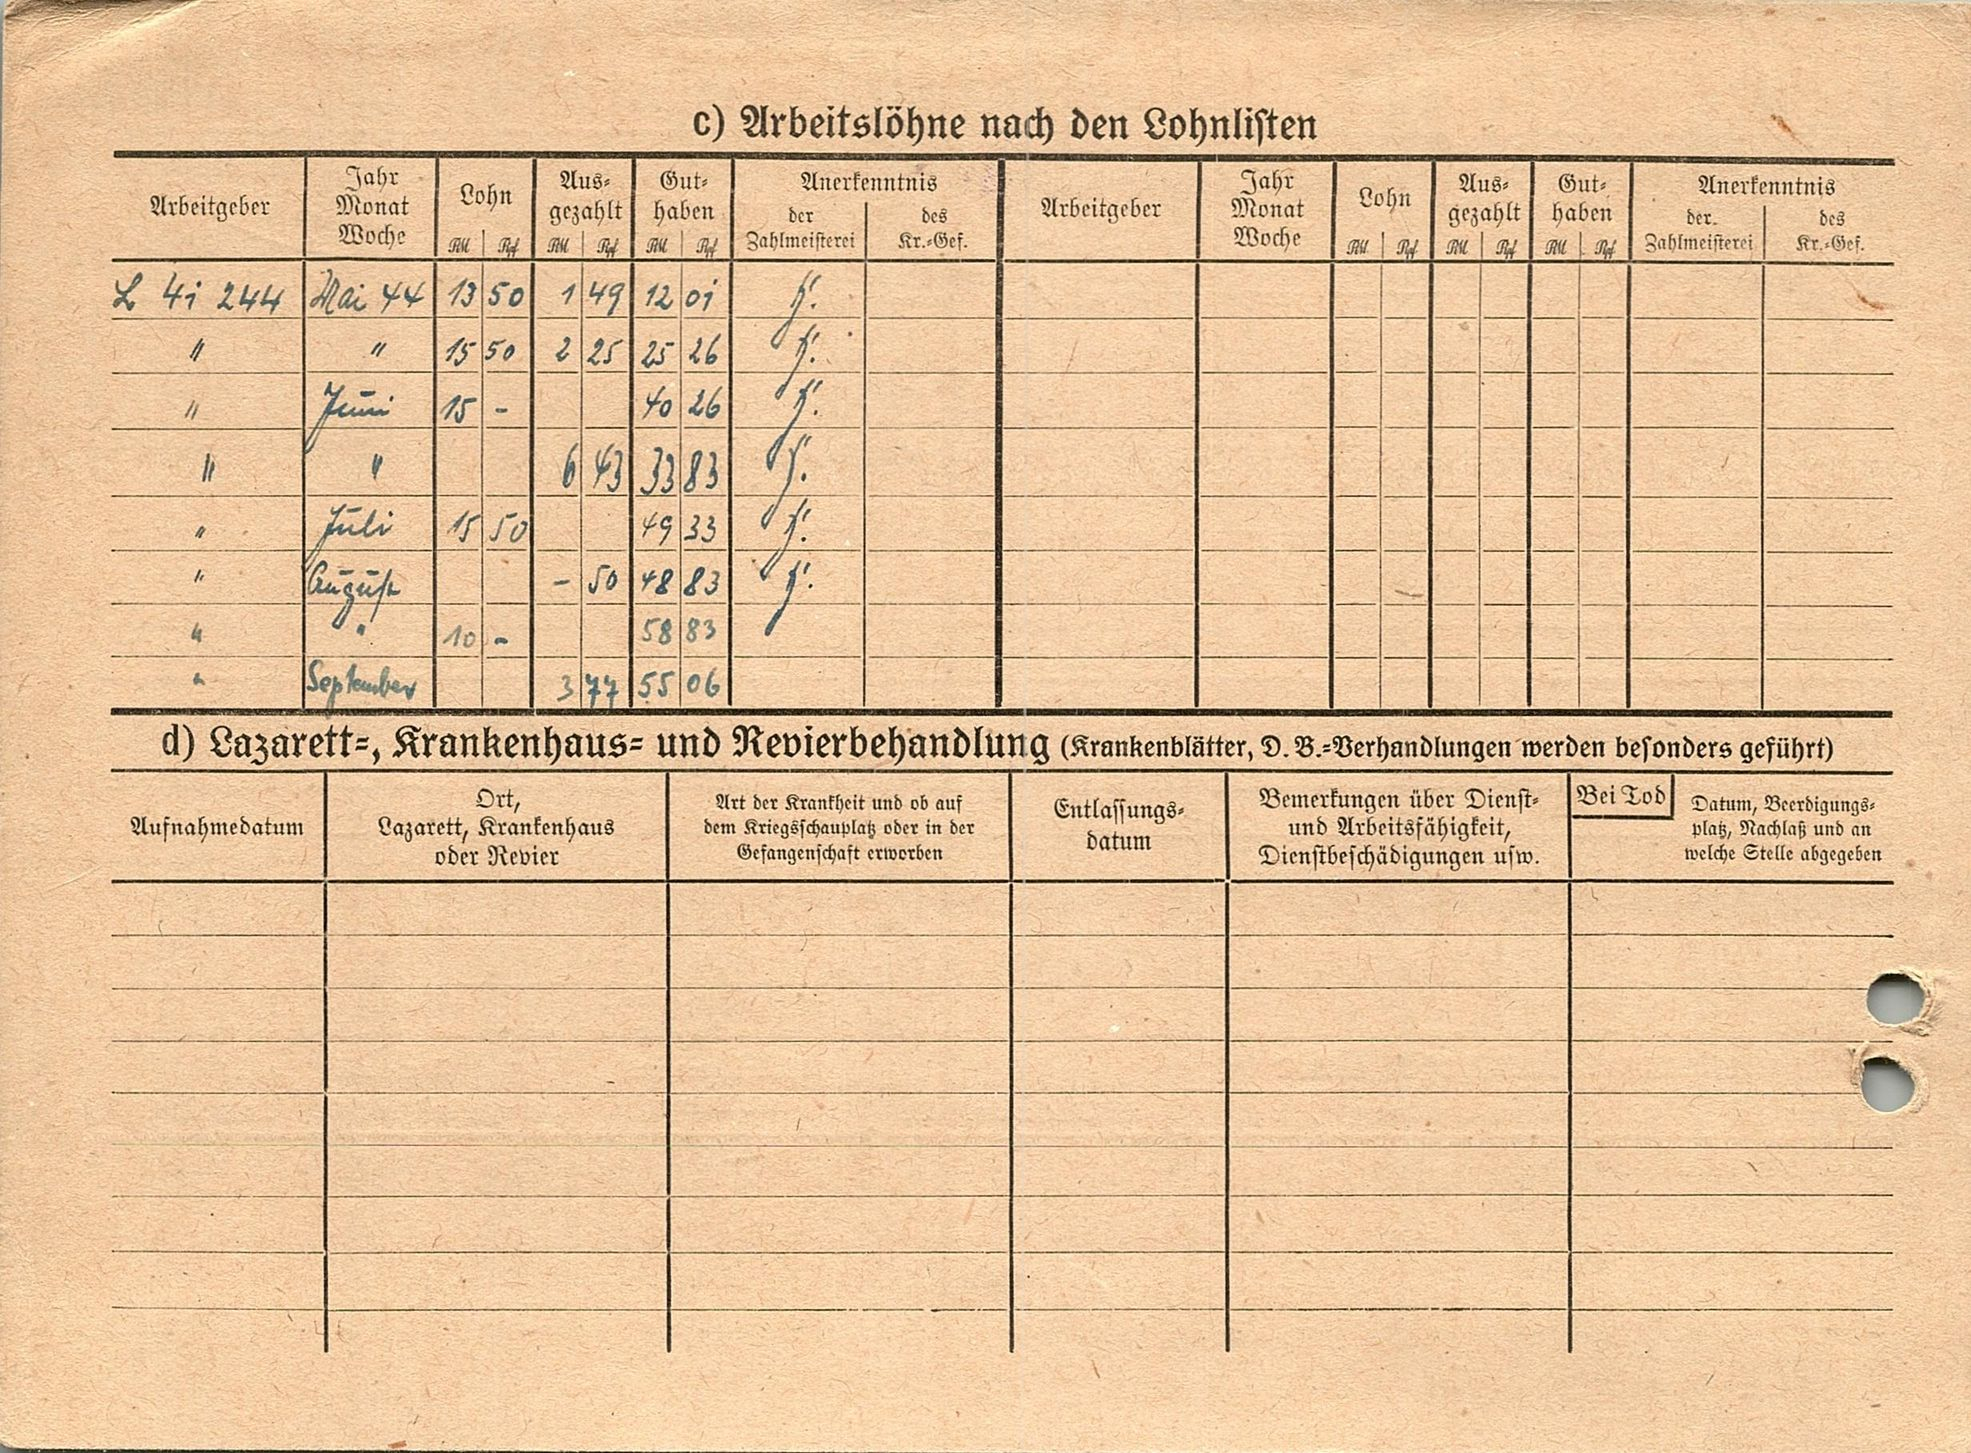 c) Arbeitslöhne nach den Lohnlisten
Arbeitgeber Jahr Monat Woche Lohn RM Rpf Aus- gezahlt RM Rpf Gut- haben RM Rpf Anerkenntnis der Zahlmeisterei des Kr.-Gef. Arbeitgeber Jahr Monat Woche Lohn RM Rpf Aus- gezahlt RM Rpf Gut- haben RM Rpf Anerkenntnis der Zahlmeisterei des Kr.-Gef.
L 4i 244 Mai 44 13 50 1 49 12 01
" " 15 50 2 25 25 26
" Juni 15 - 40 26
" " 6 43 33 83
" Juli 15 50 49 33
" August - 50 48 83
" " 10 - 58 83
" September 3 77 55 06
d) Lazarett-, Krankenhaus- und Revierbehandlung (Krankenblätter, D. B.-Verhandlungen werden besonders geführt)
Aufnahmedatum Ort, Lazarett, Krankenhaus oder Revier Art der Krankheit und ob auf dem Kriegsschauplatz oder in der Gefangenschaft erworben Entlassungs- datum Bemerkungen über Dienst- und Arbeitsfähigkeit, Dienstbeschädigungen usw. Bei Tod Datum, Beerdigungs- platz, Nachlaß und an welche Stelle abgegeben